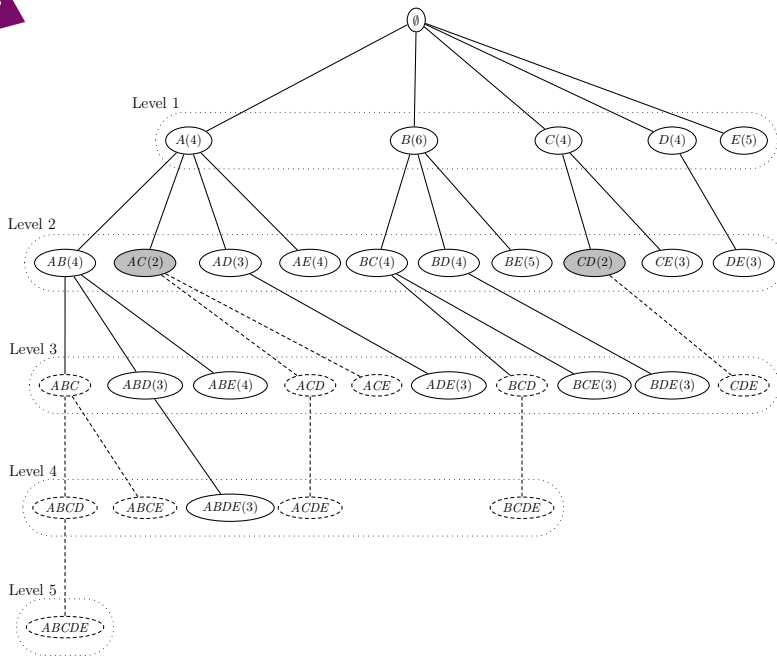 ∅
Level 1
A(4) B(6) C(4) D(4) E(5)
Level 2
AB(4) AC(2) AD(3) AE(4) BC(4) BD(4) BE(5) CD(2) CE(3) DE(3)
Level 3
ABC ABD(3) ABE(4) ACD ACE ADE(3) BCD BCE(3) BDE(3) CDE
Level 4
ABCD ABCE ABDE(3) ACDE BCDE
Level 5
ABCDE